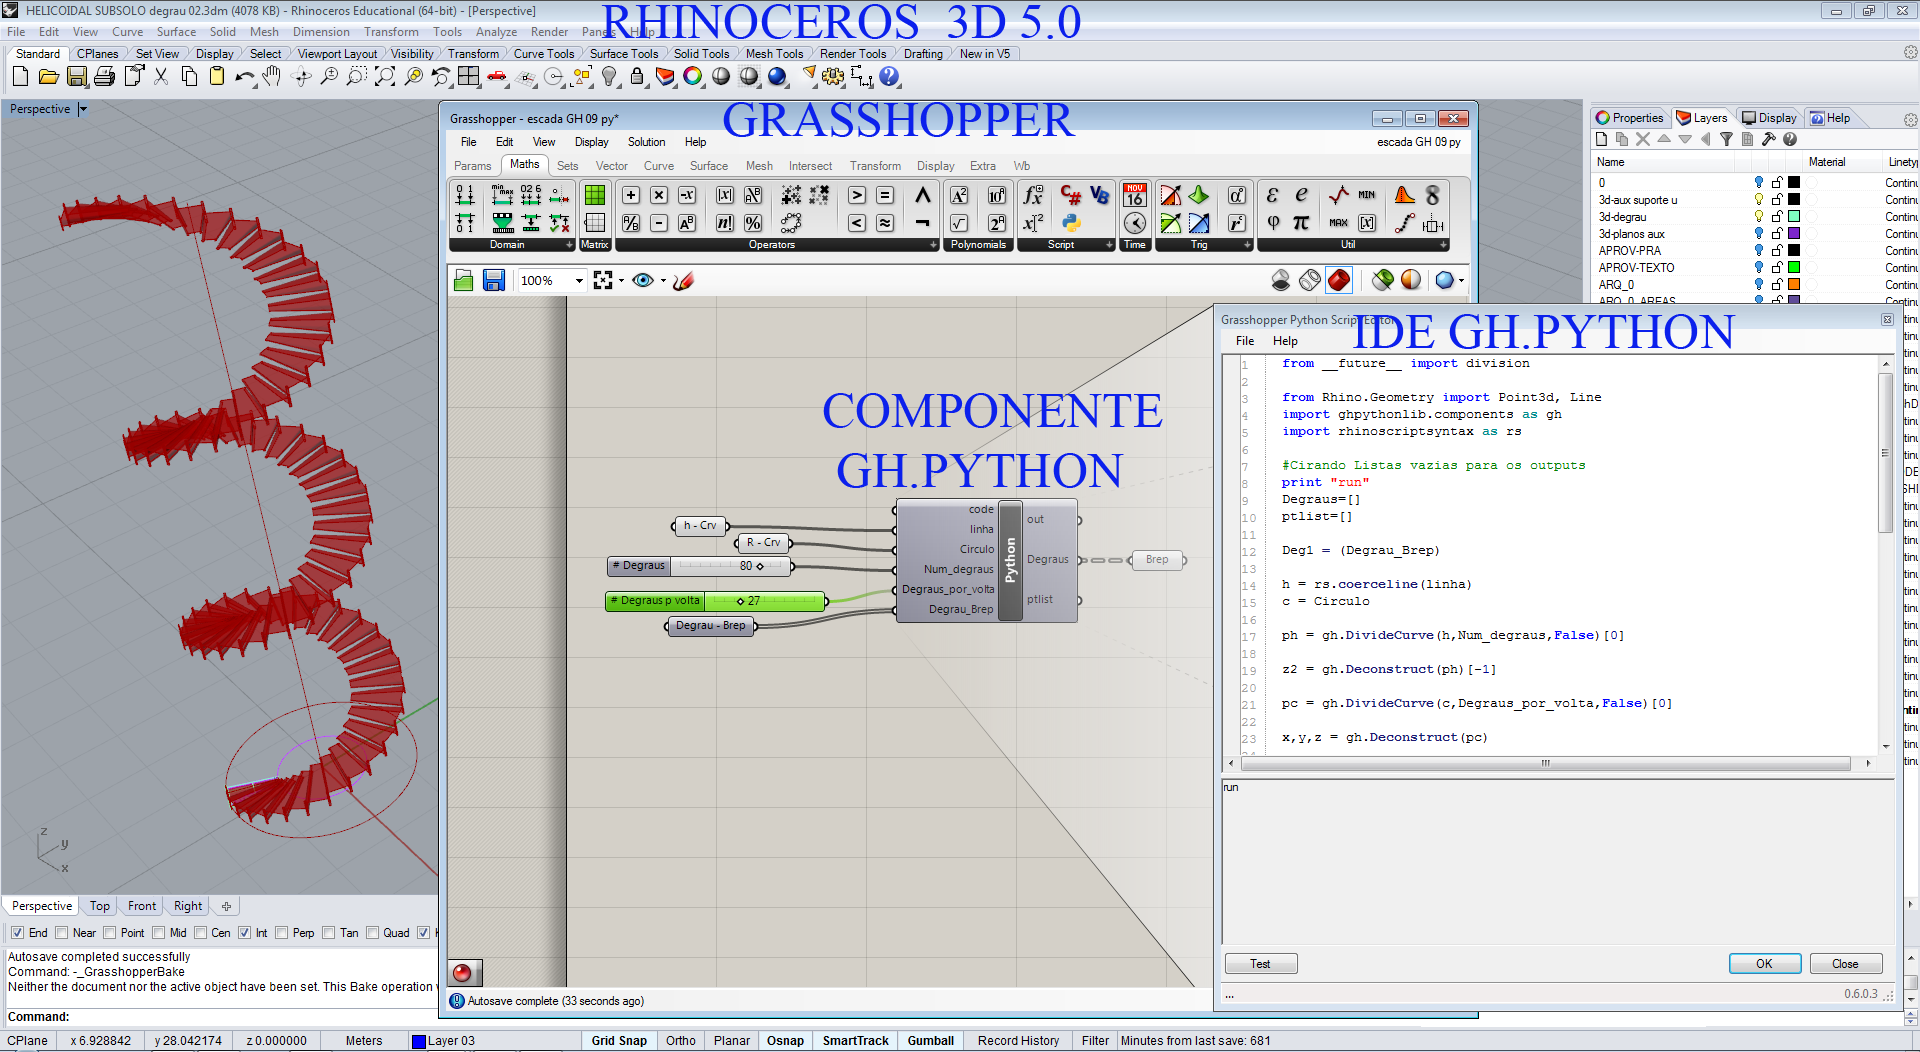 HELICOIDAL SUBSOLO degrau 02.3dm (4078 KB) - Rhinoceros Educational (64-bit) - [Perspective]
RHINOCEROS 3D 5.0
File Edit View Curve Surface Solid Mesh Dimension Transform Tools Analyze Render Panels Help
Standard CPlanes Set View Display Select Viewport Layout Visibility Transform Curve Tools Surface Tools Solid Tools Mesh Tools Render Tools Drafting New in V5
Perspective
Grasshopper - escada GH 09 py*
GRASSHOPPER
File Edit View Display Solution Help
escada GH 09 py
Params Maths Sets Vector Curve Surface Mesh Intersect Transform Display Extra Wb
Domain Matrix Operators Polynomials Script Time Trig Util
100%
Properties Layers Display Help
Name Material Linety
0 Continu
3d-aux suporte u Continu
3d-degrau Continu
3d-planos aux Continu
APROV-PRA Continu
APROV-TEXTO Continu
ARQ_0 Continu
ARQ_0_AREAS Continu
COMPONENTE
GH.PYTHON
h - Crv
R - Crv
# Degraus 80
# Degraus p volta 27
Degrau - Brep
code
linha
Circulo
Num_degraus
Degraus_por_volta
Degrau_Brep
Python
out
Degraus
ptlist
Brep
Grasshopper Python Script Editor
IDE GH.PYTHON
File Help
1 from __future__ import division
2
3 from Rhino.Geometry import Point3d, Line
4 import ghpythonlib.components as gh
5 import rhinoscriptsyntax as rs
6
7 #Cirando Listas vazias para os outputs
8 print "run"
9 Degraus=[]
10 ptlist=[]
11
12 Deg1 = (Degrau_Brep)
13
14 h = rs.coerceline(linha)
15 c = Circulo
16
17 ph = gh.DivideCurve(h,Num_degraus,False)[0]
18
19 z2 = gh.Deconstruct(ph)[-1]
20
21 pc = gh.DivideCurve(c,Degraus_por_volta,False)[0]
22
23 x,y,z = gh.Deconstruct(pc)
run
Test OK Close
... 0.6.0.3
z
y
x
Perspective Top Front Right
End Near Point Mid Cen Int Perp Tan Quad
Autosave completed successfully
Command: -_GrasshopperBake
Neither the document nor the active object have been set. This Bake operation
Command:
Autosave complete (33 seconds ago)
CPlane x 6.928842 y 28.042174 z 0.000000 Meters Layer 03 Grid Snap Ortho Planar Osnap SmartTrack Gumball Record History Filter Minutes from last save: 681